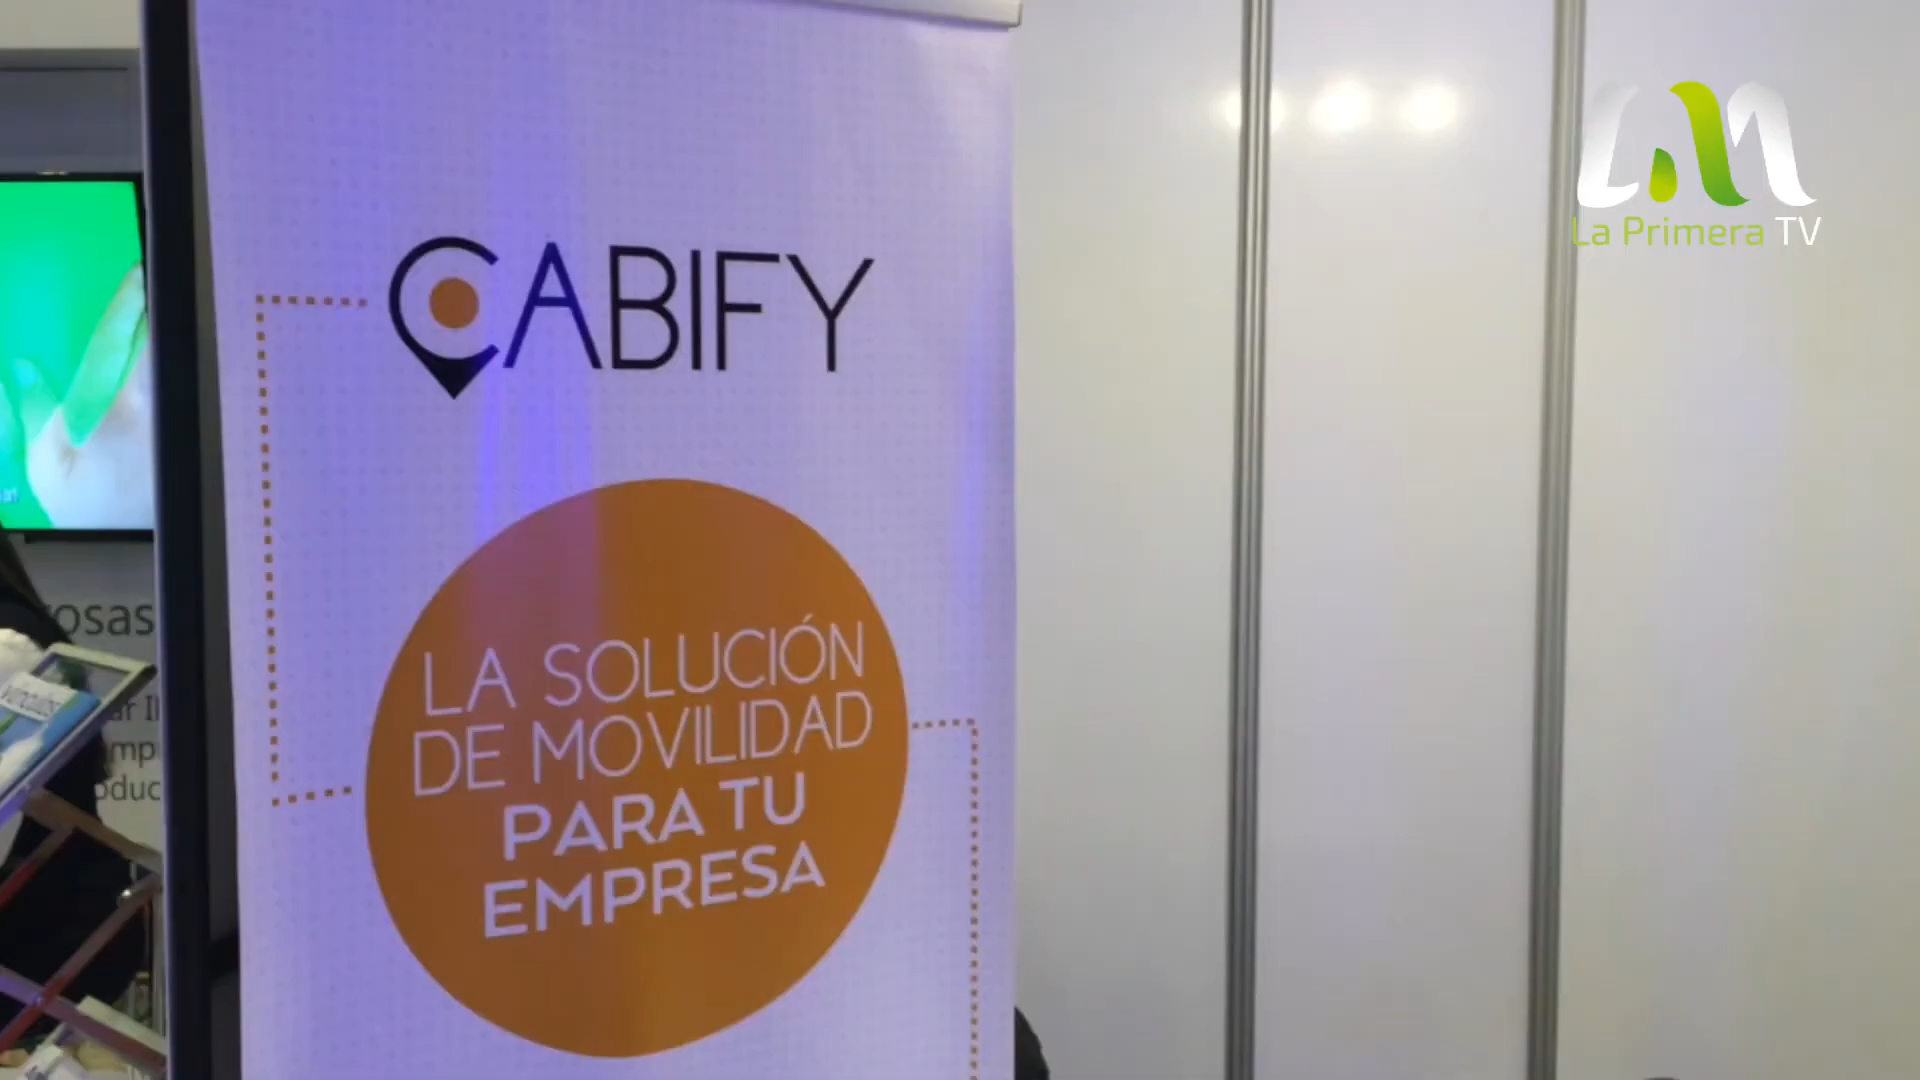 La Primera TV
CABIFY
LA SOLUCIÓN
DE MOVILIDAD
PARA TU
EMPRESA